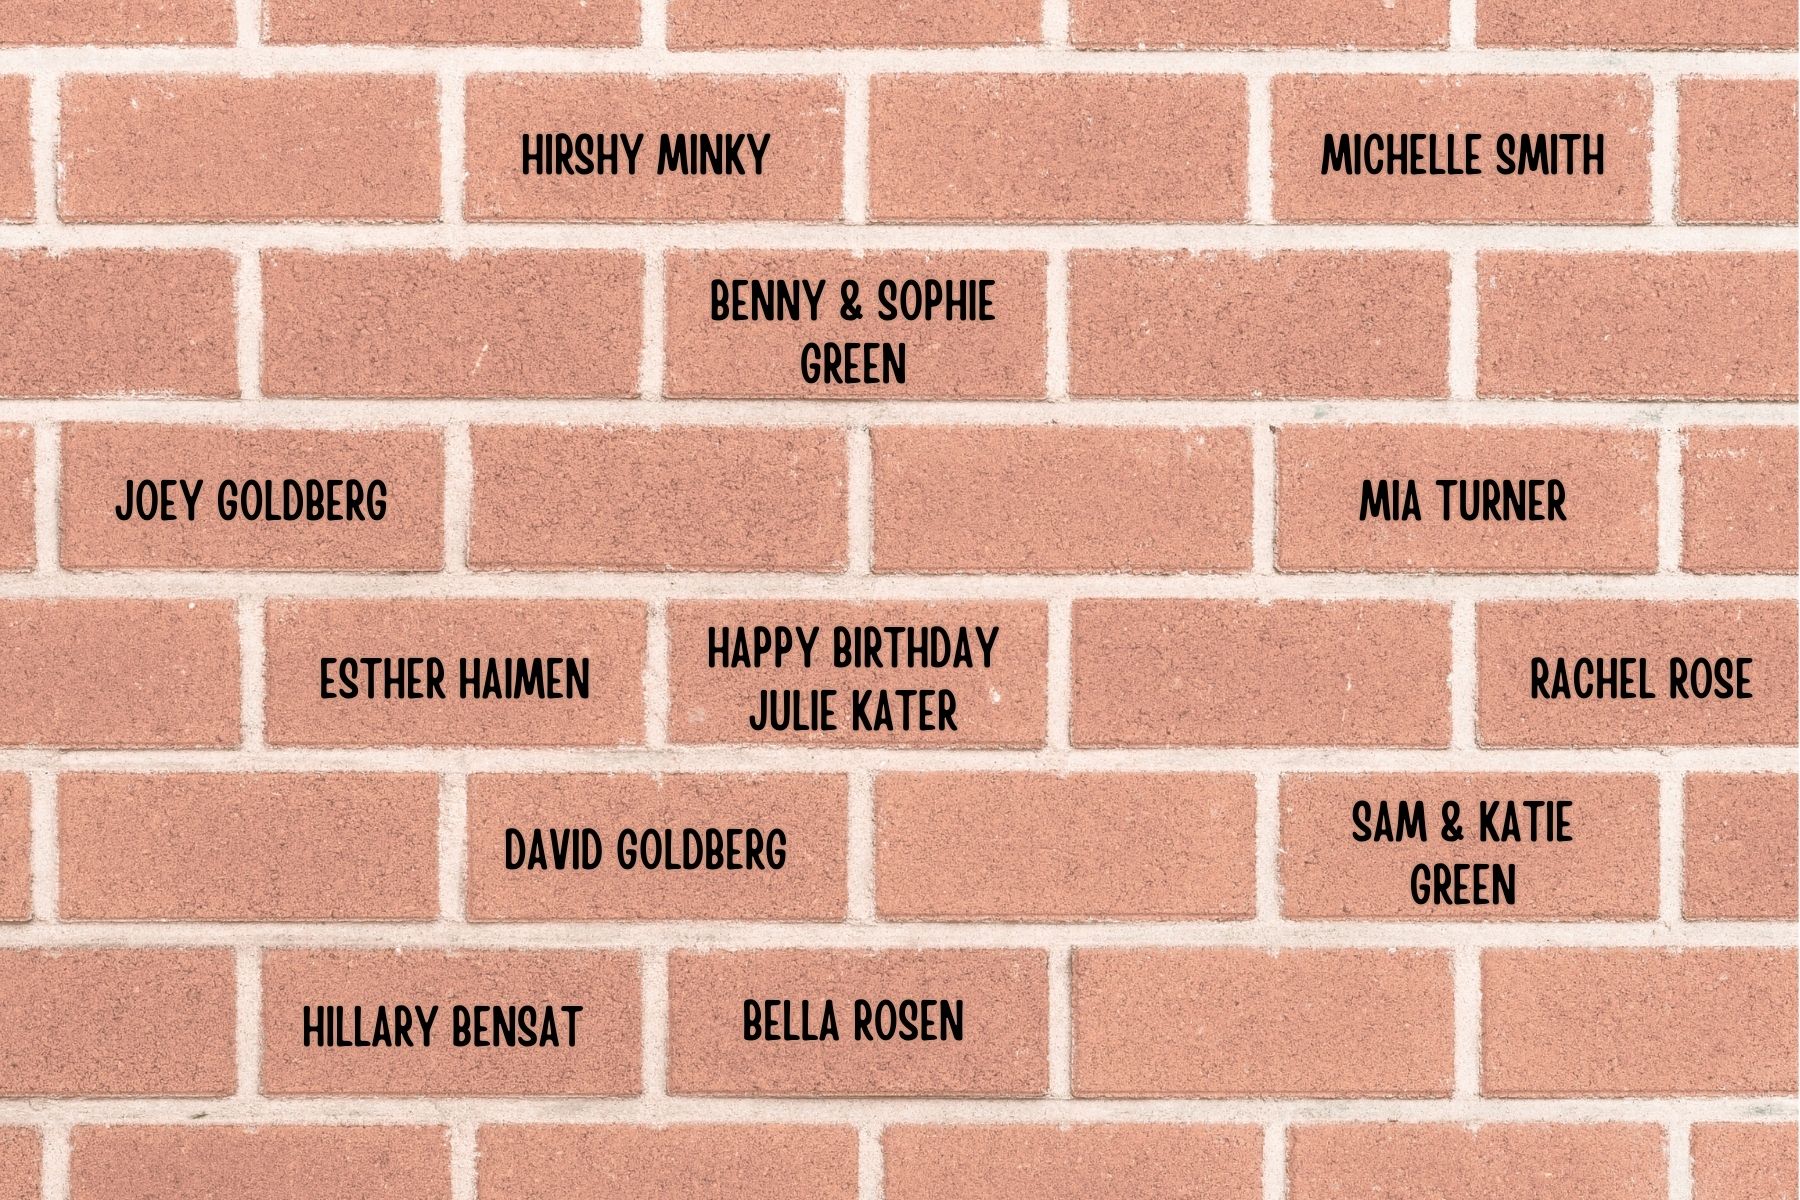 HIRSHY MINKY
MICHELLE SMITH
BENNY & SOPHIE
GREEN
JOEY GOLDBERG
MIA TURNER
ESTHER HAIMEN
HAPPY BIRTHDAY
JULIE KATER
RACHEL ROSE
DAVID GOLDBERG
SAM & KATIE
GREEN
HILLARY BENSAT
BELLA ROSEN